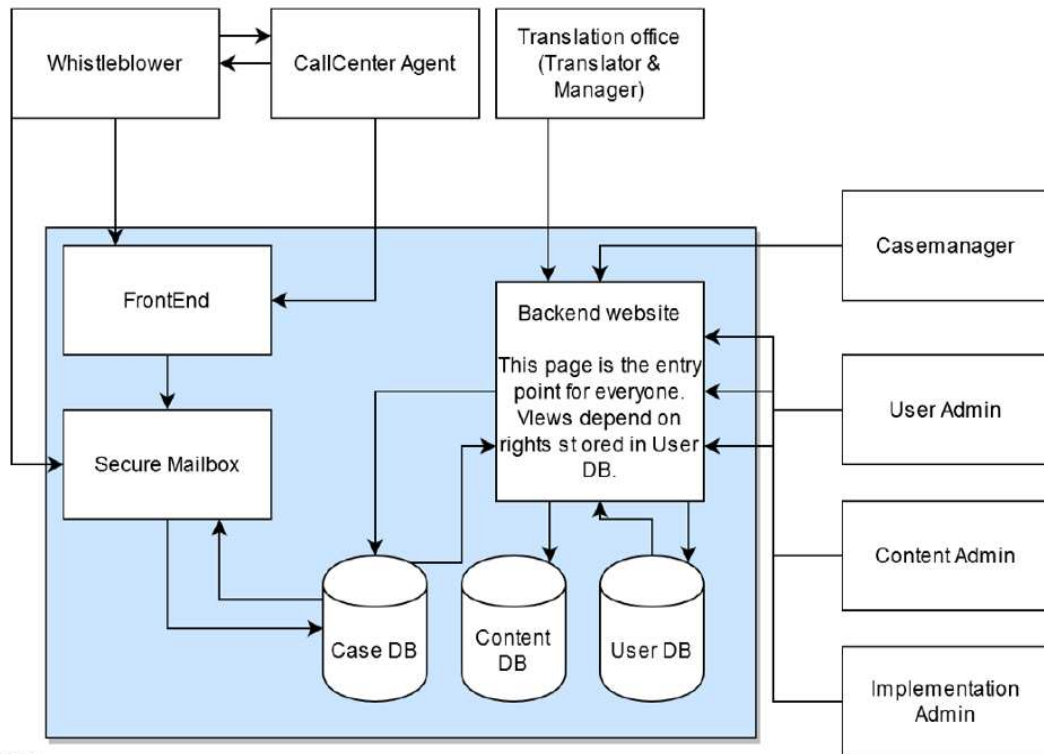 Whistleblower
CallCenter Agent
Translation office
(Translator &
Manager)
Casemanager
FrontEnd
Backend website
This page is the entry
point for everyone.
VIews depend on
rights st ored in User
DB.
User Admin
Secure Mailbox
Content Admin
Case DB
Content
DB
User DB
Implementation
Admin